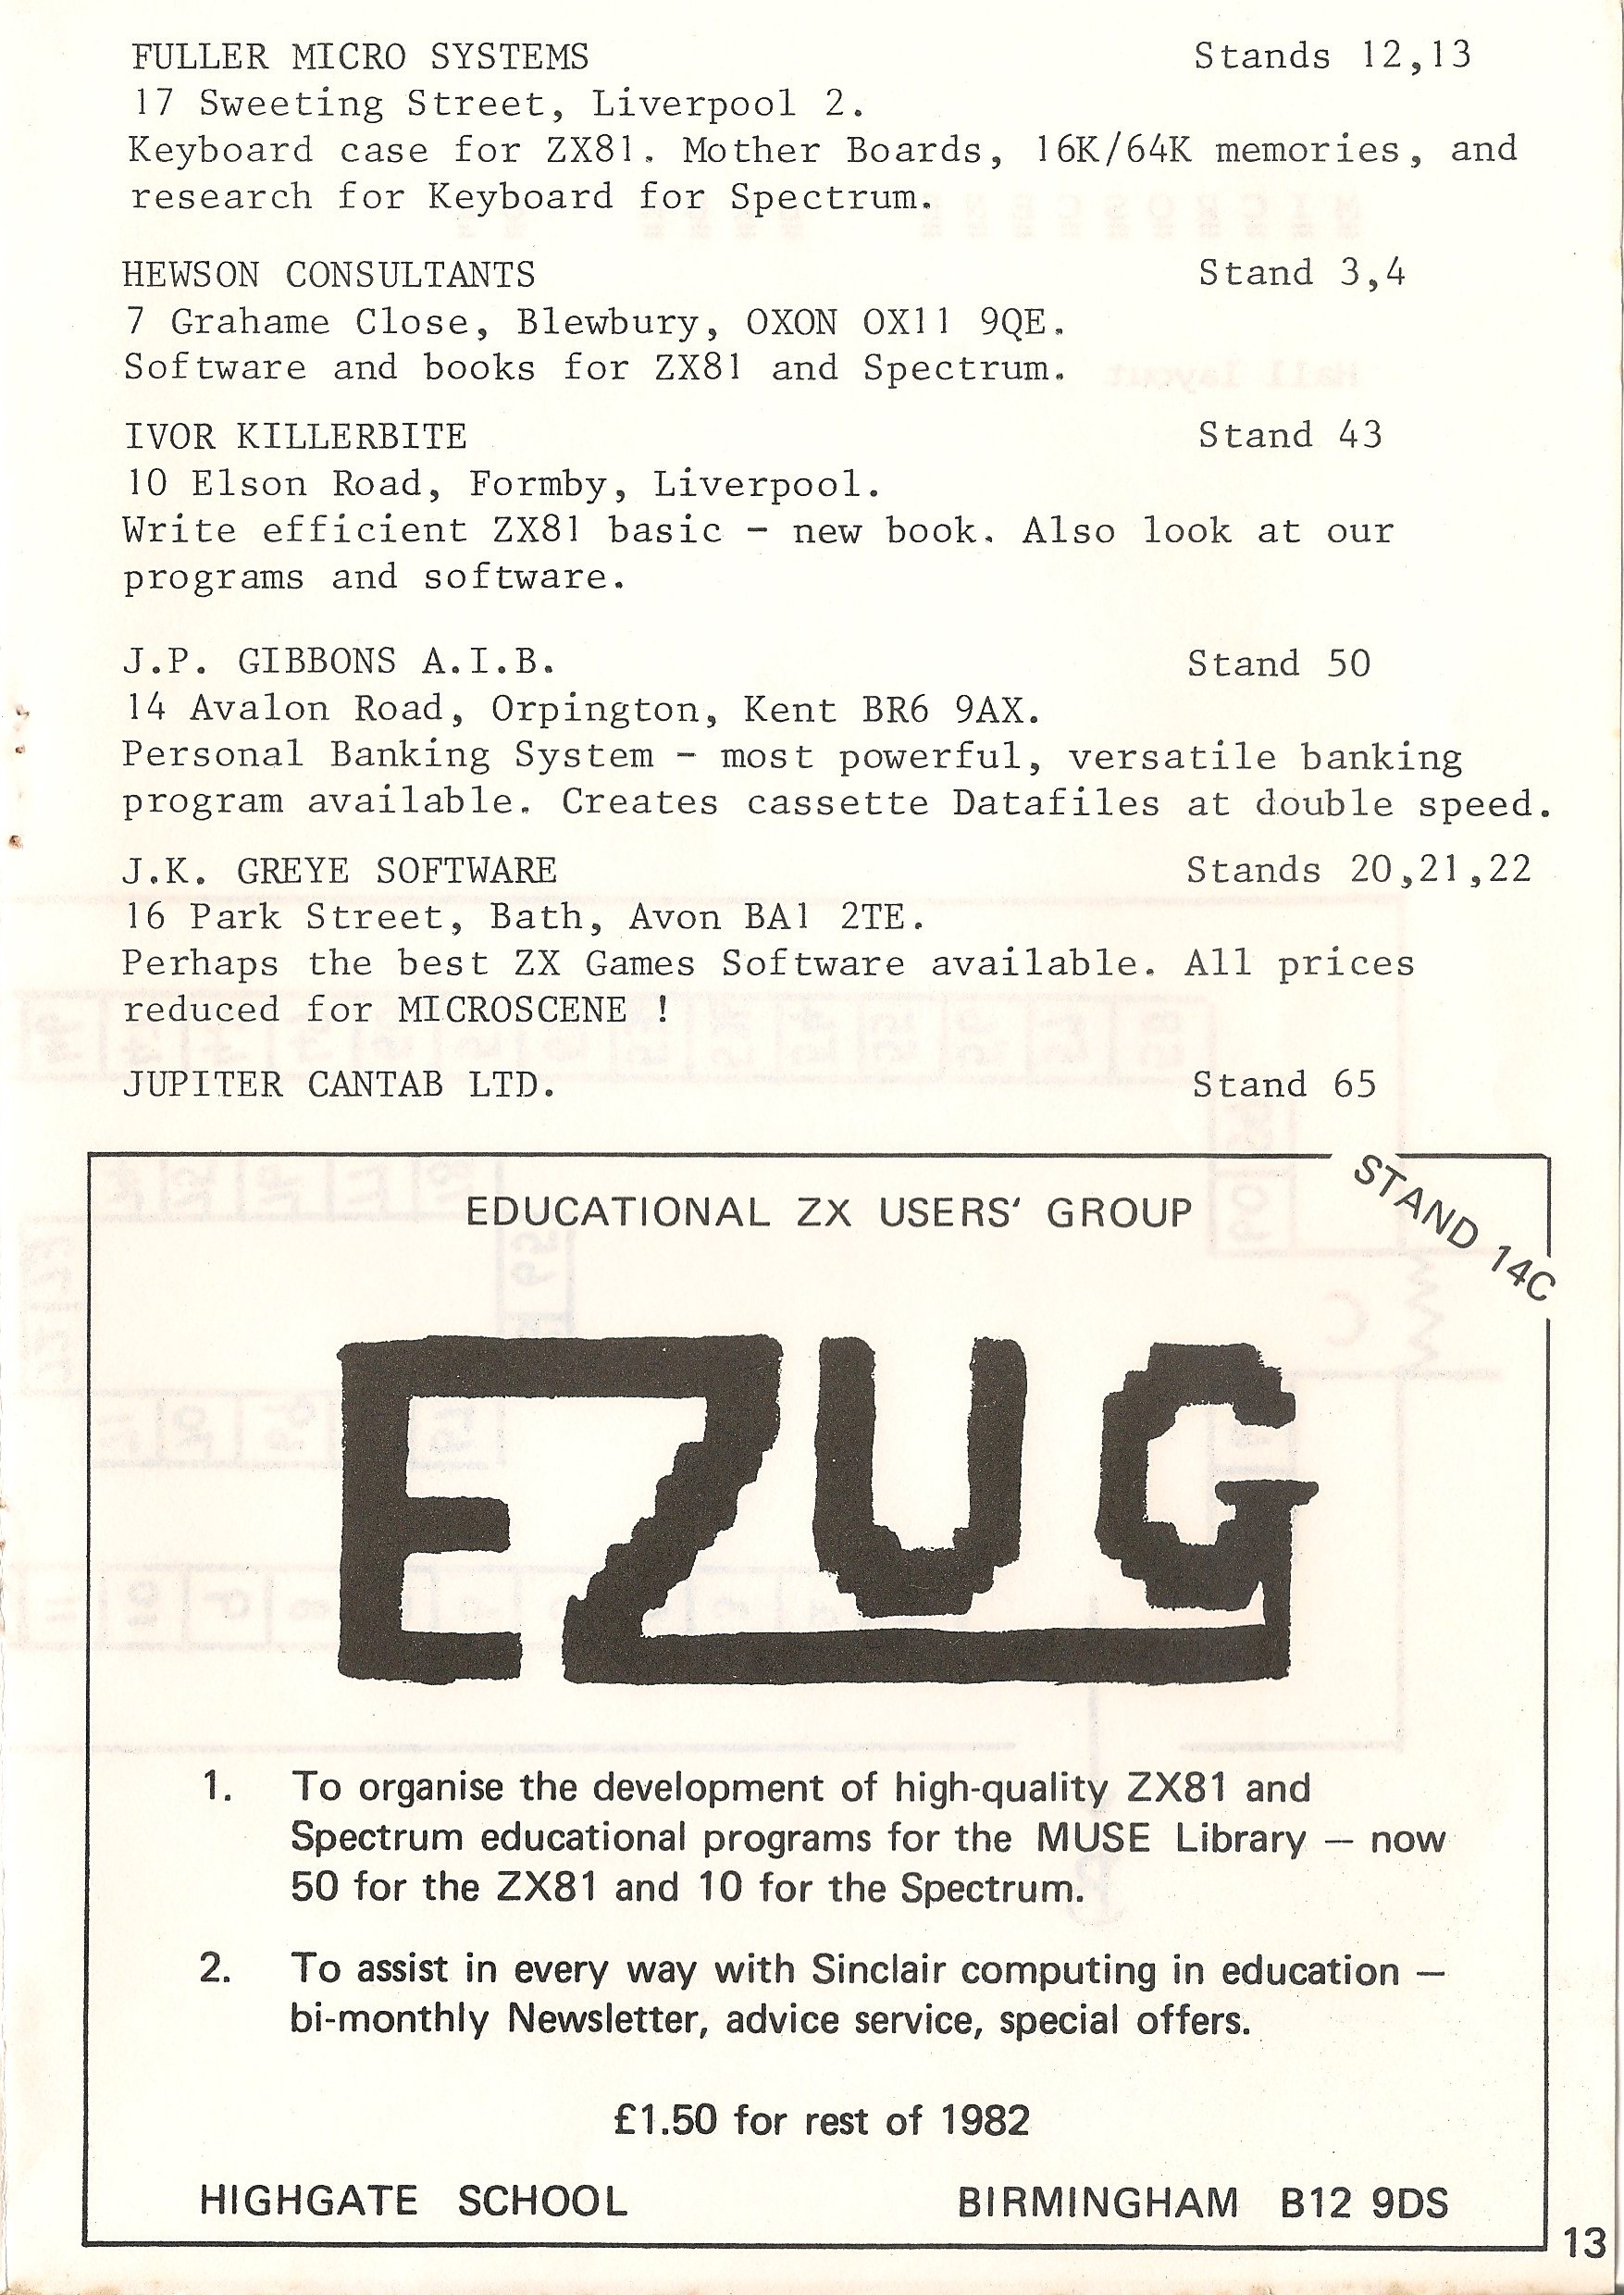 FULLER MICRO SYSTEMS Stands 12,13
17 Sweeting Street, Liverpool 2.
Keyboard case for ZX81. Mother Boards, 16K/64K memories, and
research for Keyboard for Spectrum.
HEWSON CONSULTANTS Stand 3,4
7 Grahame Close, Blewbury, OXON OX11 9QE.
Software and books for ZX81 and Spectrum.
IVOR KILLERBITE Stand 43
10 Elson Road, Formby, Liverpool.
Write efficient ZX81 basic - new book. Also look at our
programs and software.
J.P. GIBBONS A.I.B. Stand 50
14 Avalon Road, Orpington, Kent BR6 9AX.
Personal Banking System - most powerful, versatile banking
program available. Creates cassette Datafiles at double speed.
J.K. GREYE SOFTWARE Stands 20,21,22
16 Park Street, Bath, Avon BA1 2TE.
Perhaps the best ZX Games Software available. All prices
reduced for MICROSCENE !
JUPITER CANTAB LTD. Stand 65
STAND 14C
EDUCATIONAL ZX USERS' GROUP
EZUG
1. To organise the development of high-quality ZX81 and
Spectrum educational programs for the MUSE Library — now
50 for the ZX81 and 10 for the Spectrum.
2. To assist in every way with Sinclair computing in education —
bi-monthly Newsletter, advice service, special offers.
£1.50 for rest of 1982
HIGHGATE SCHOOL BIRMINGHAM B12 9DS
13